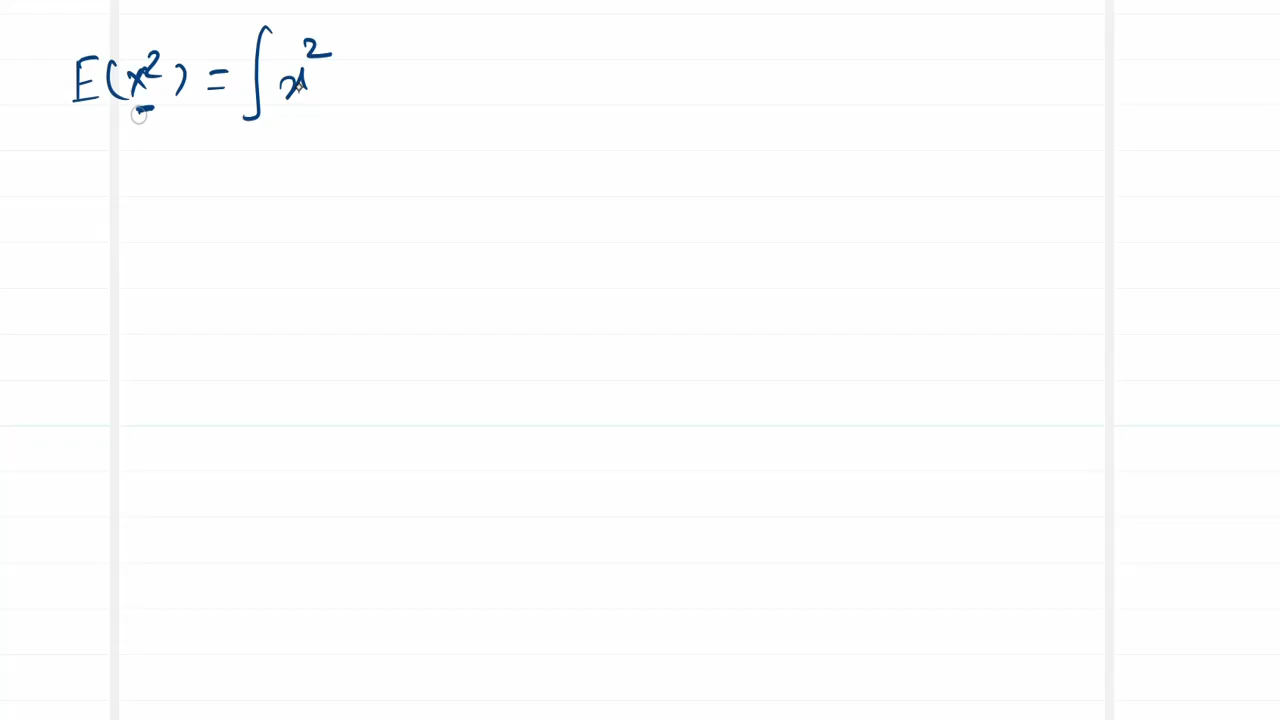 E(x²) = ∫ x²